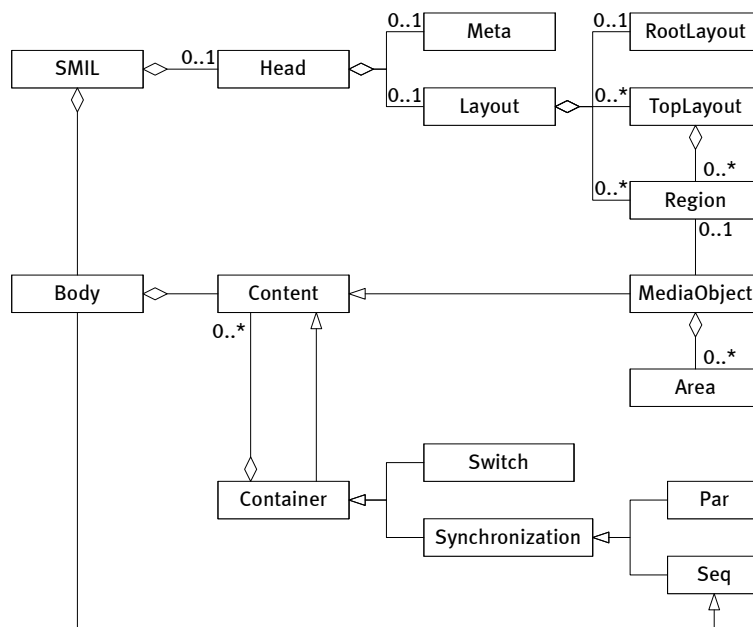 0..1 Meta 0..1 RootLayout
SMIL 0..1 Head
0..1 Layout 0..* TopLayout
0..*
0..* Region
0..1
Body Content MediaObject
0..*
0..*
Area
Switch
Container Par
Synchronization
Seq